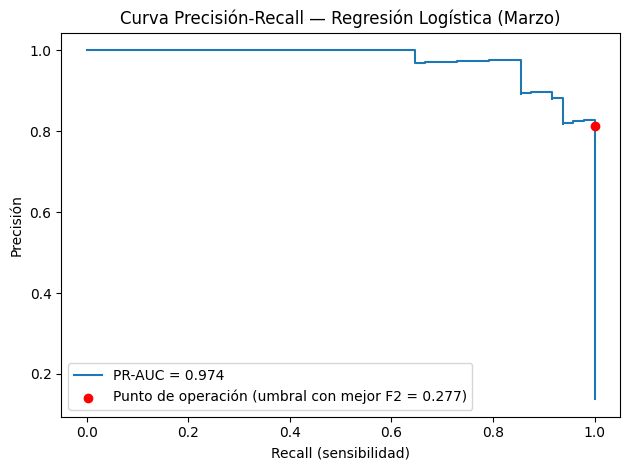 Curva Precisión-Recall — Regresión Logística (Marzo)
Precisión
1.0
0.8
0.6
0.4
0.2
PR-AUC = 0.974
Punto de operación (umbral con mejor F2 = 0.277)
0.0 0.2 0.4 0.6 0.8 1.0
Recall (sensibilidad)